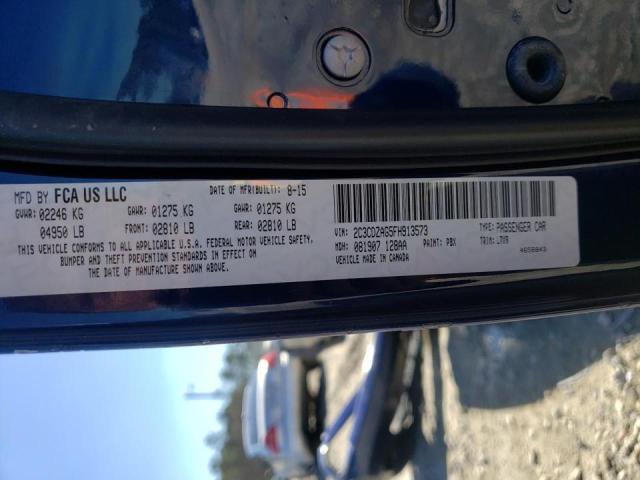 MFD BY FCA US LLC
DATE OF MFR(BUILT): 8-15
GVWR: 02246 KG GAWR: 01275 KG GAWR: 01275 KG
04950 LB FRONT: 02810 LB REAR: 02810 LB
THIS VEHICLE CONFORMS TO ALL APPLICABLE U.S.A. FEDERAL MOTOR VEHICLE SAFETY,
BUMPER AND THEFT PREVENTION STANDARDS IN EFFECT ON
THE DATE OF MANUFACTURE SHOWN ABOVE.
VIN: 2C3CDZAG5FH813573 TYPE: PASSENGER CAR
MDH: 081907 128AA PAINT: PBX TRIM: L7X9
VEHICLE MADE IN CANADA